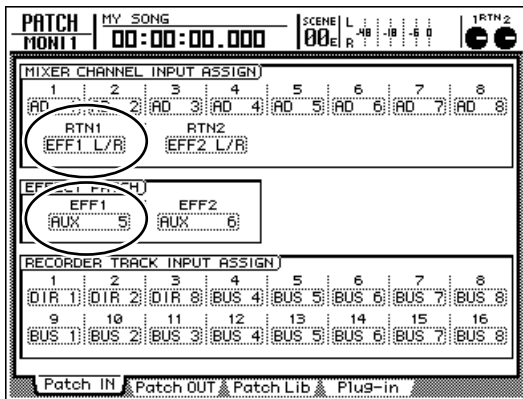 PATCH MY SONG SCENE L -48 -18 -6 0 1RTN2
MONI1 00:00:00.000 00E R
MIXER CHANNEL INPUT ASSIGN
1 2 3 4 5 6 7 8
AD AD 2 AD 3 AD 4 AD 5 AD 6 AD 7 AD 8
RTN1 RTN2
EFF1 L/R EFF2 L/R
EFFECT PATCH
EFF1 EFF2
AUX 5 AUX 6
RECORDER TRACK INPUT ASSIGN
1 2 3 4 5 6 7 8
DIR 1 DIR 2 DIR 8 BUS 4 BUS 5 BUS 6 BUS 7 BUS 8
9 10 11 12 13 14 15 16
BUS 1 BUS 2 BUS 3 BUS 4 BUS 5 BUS 6 BUS 7 BUS 8
Patch IN Patch OUT Patch Lib Plug-in